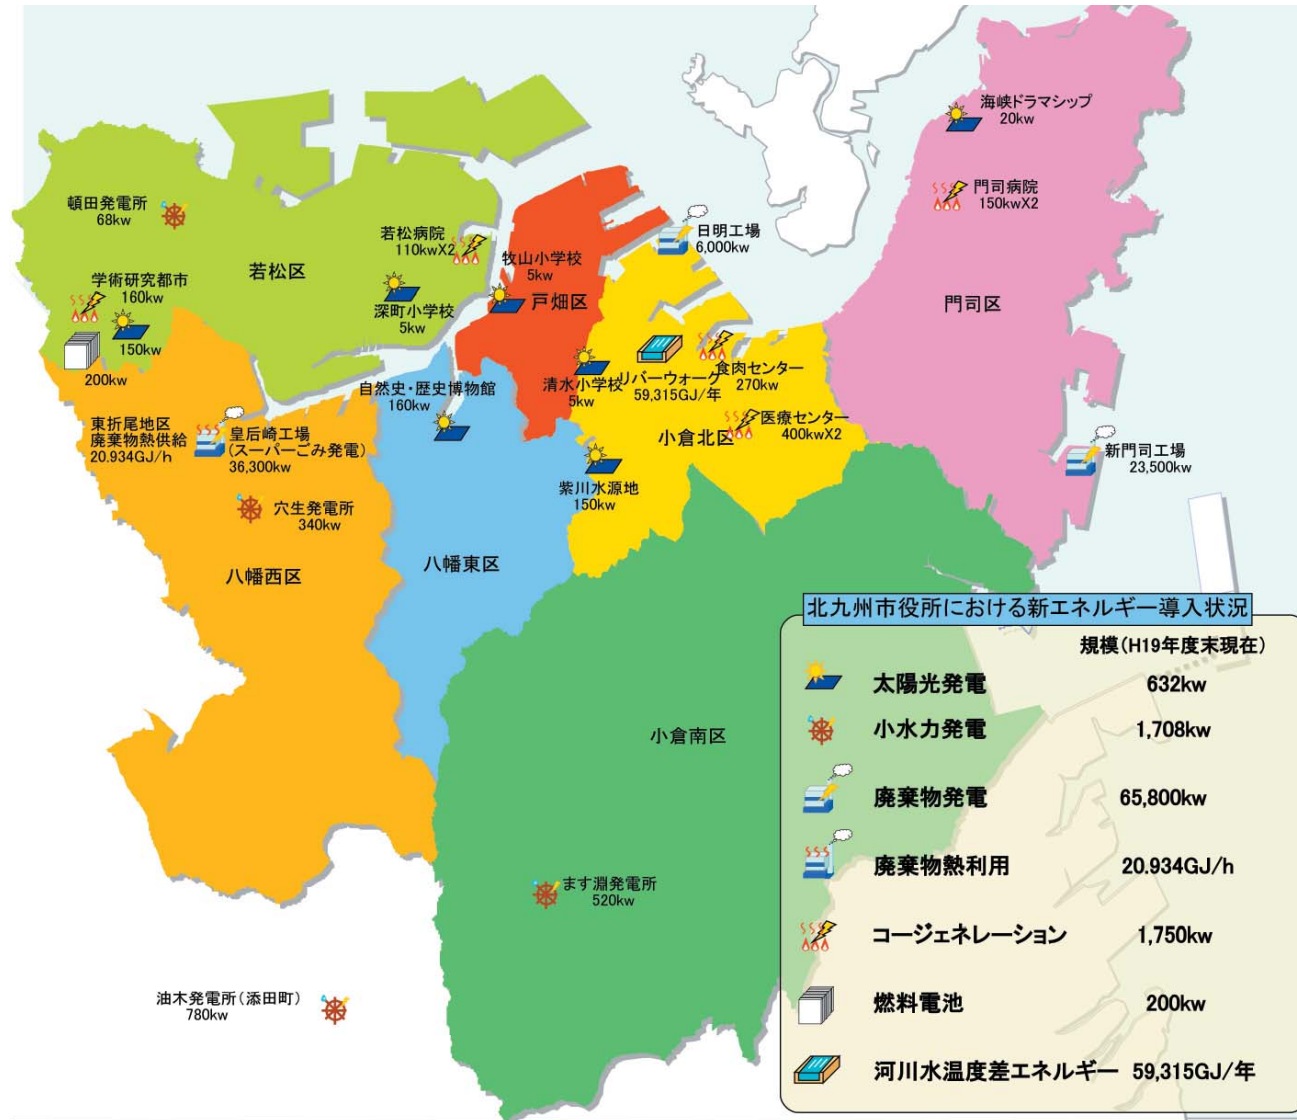 海峡ドラマシップ
20kw
門司病院
150kwX2
門司区
新門司工場
23,500kw
頓田発電所
68kw
若松区
若松病院
110kwX2
深町小学校
5kw
学術研究都市
160kw
150kw
200kw
牧山小学校
5kw
戸畑区
日明工場
6,000kw
清水小学校
5kw
リバーウォーク
59,315GJ/年
食肉センター
270kw
医療センター
400kwX2
小倉北区
紫川水源地
150kw
自然史・歴史博物館
160kw
八幡東区
東折尾地区
廃棄物熱供給
20.934GJ/h
皇后崎工場
(スーパーごみ発電)
36,300kw
穴生発電所
340kw
八幡西区
小倉南区
ます淵発電所
520kw
油木発電所(添田町)
780kw
北九州市役所における新エネルギー導入状況
規模(H19年度末現在)
太陽光発電 632kw
小水力発電 1,708kw
廃棄物発電 65,800kw
廃棄物熱利用 20.934GJ/h
コージェネレーション 1,750kw
燃料電池 200kw
河川水温度差エネルギー 59,315GJ/年